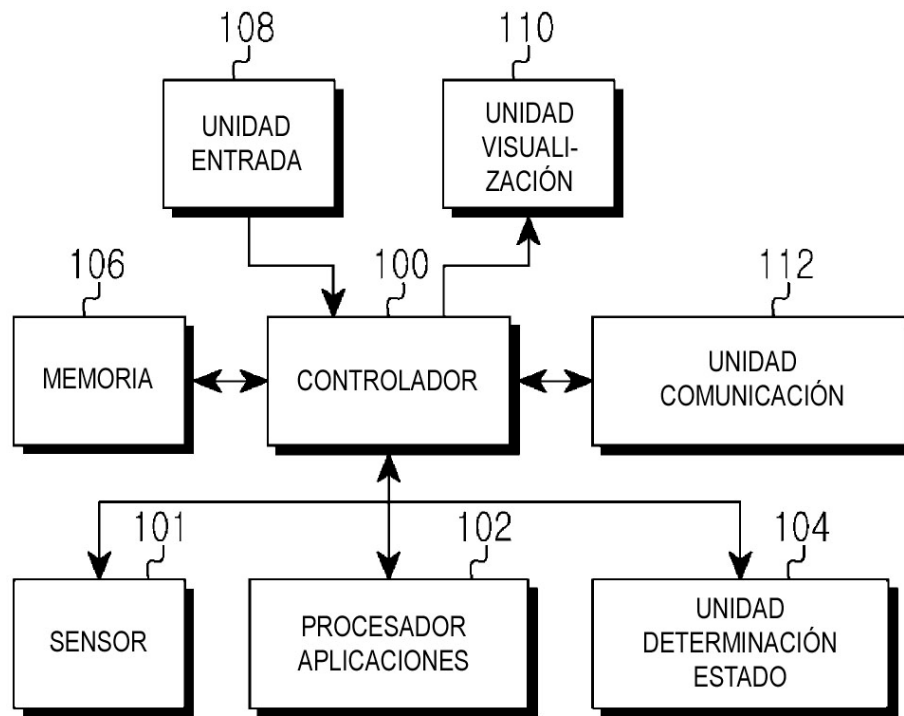 108
110
UNIDAD
ENTRADA
UNIDAD
VISUALI-
ZACIÓN
106
100
112
MEMORIA
CONTROLADOR
UNIDAD
COMUNICACIÓN
101
102
104
SENSOR
PROCESADOR
APLICACIONES
UNIDAD
DETERMINACIÓN
ESTADO